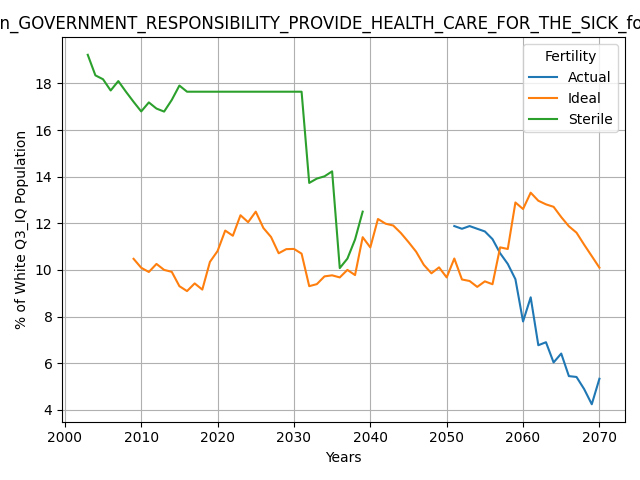 n_GOVERNMENT_RESPONSIBILITY_PROVIDE_HEALTH_CARE_FOR_THE_SICK_fo
Fertility
Actual
Ideal
Sterile
% of White Q3_IQ Population
18
16
14
12
10
8
6
4
2000 2010 2020 2030 2040 2050 2060 2070
Years